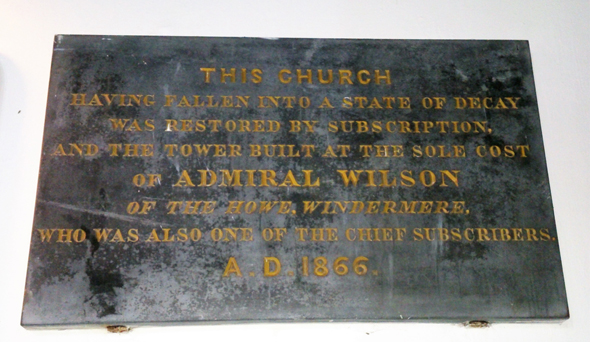 THIS CHURCH
HAVING FALLEN INTO A STATE OF DECAY
WAS RESTORED BY SUBSCRIPTION,
AND THE TOWER BUILT AT THE SOLE COST
OF ADMIRAL WILSON
OF THE HOWE, WINDERMERE,
WHO WAS ALSO ONE OF THE CHIEF SUBSCRIBERS.
A.D.1866.